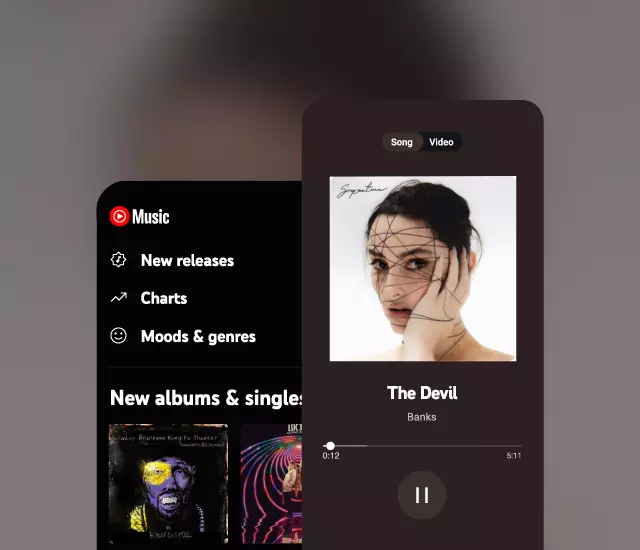 Music
New releases
Charts
Moods & genres
New albums & singles
Song
Video
Serpentina
The Devil
Banks
0:12
5:11